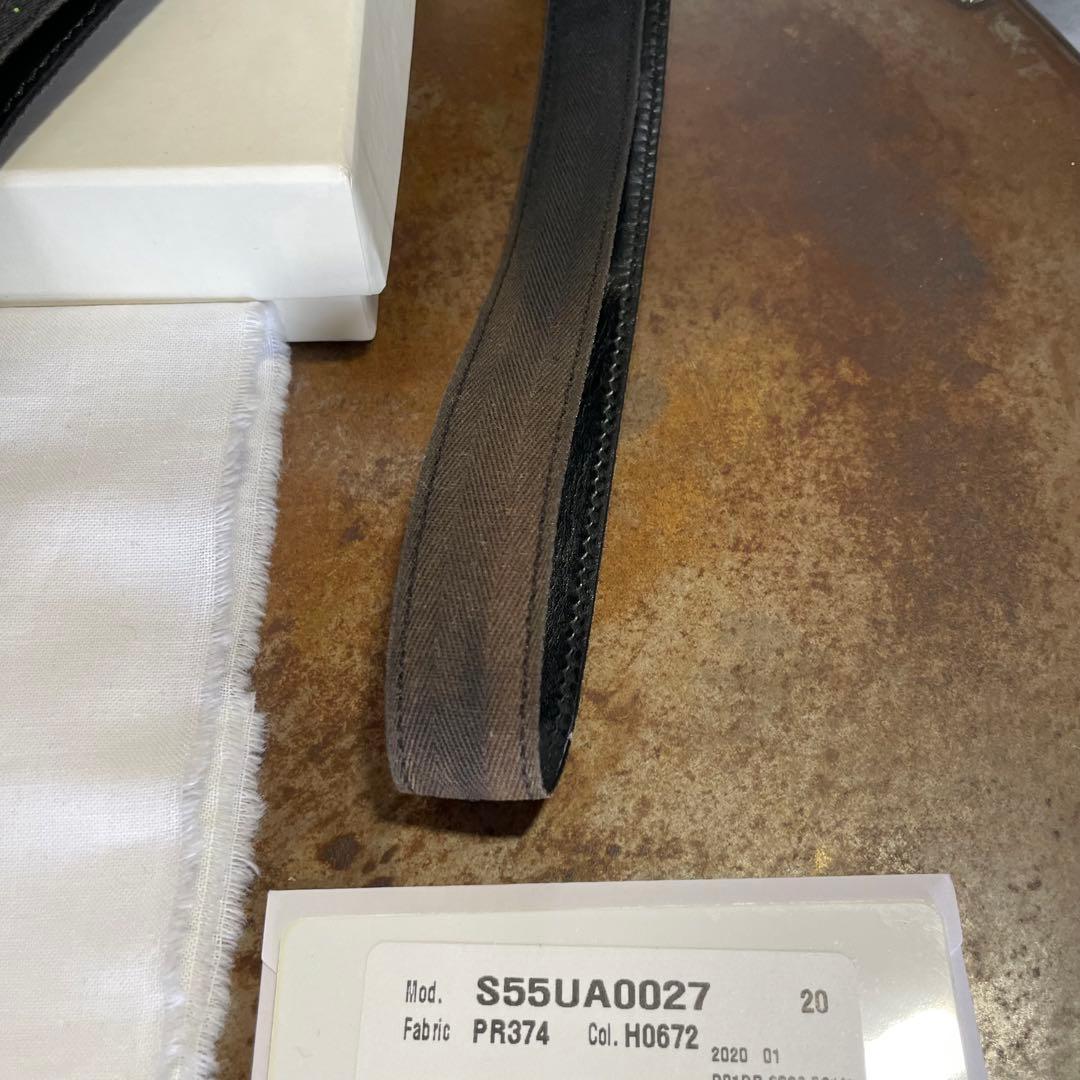 Mod. S55UA0027 20
Fabric PR374 Col. H0672
2020 01